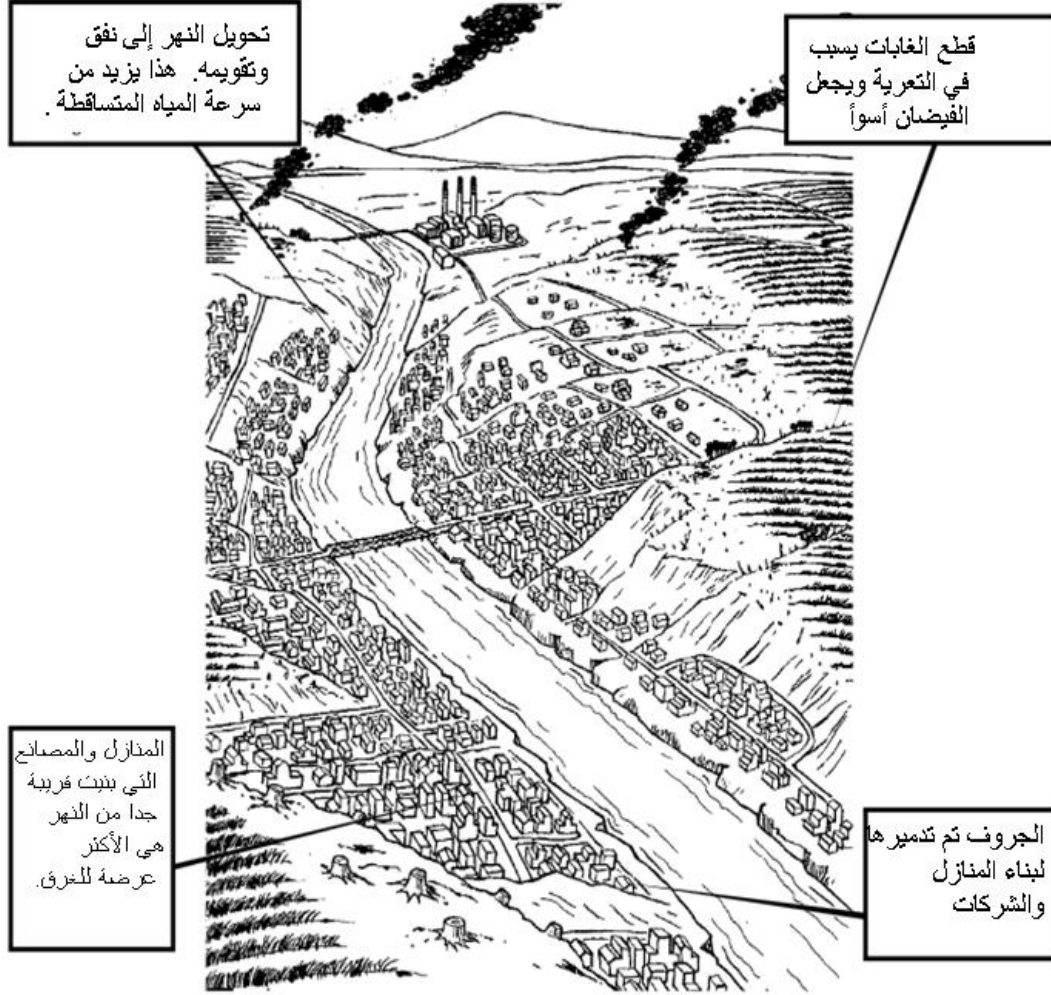 قطع الغابات يسبب
في التعرية ويجعل
الفيضان أسوأ
تحويل النهر إلى نفق
وتقويمه. هذا يزيد من
سرعة المياه المتساقطة.
المنازل والمصانع
التي بنيت قريبة
جدا من النهر
هي الأكثر
عرضة للغرق.
الجروف تم تدميرها
لبناء المنازل
والشركات